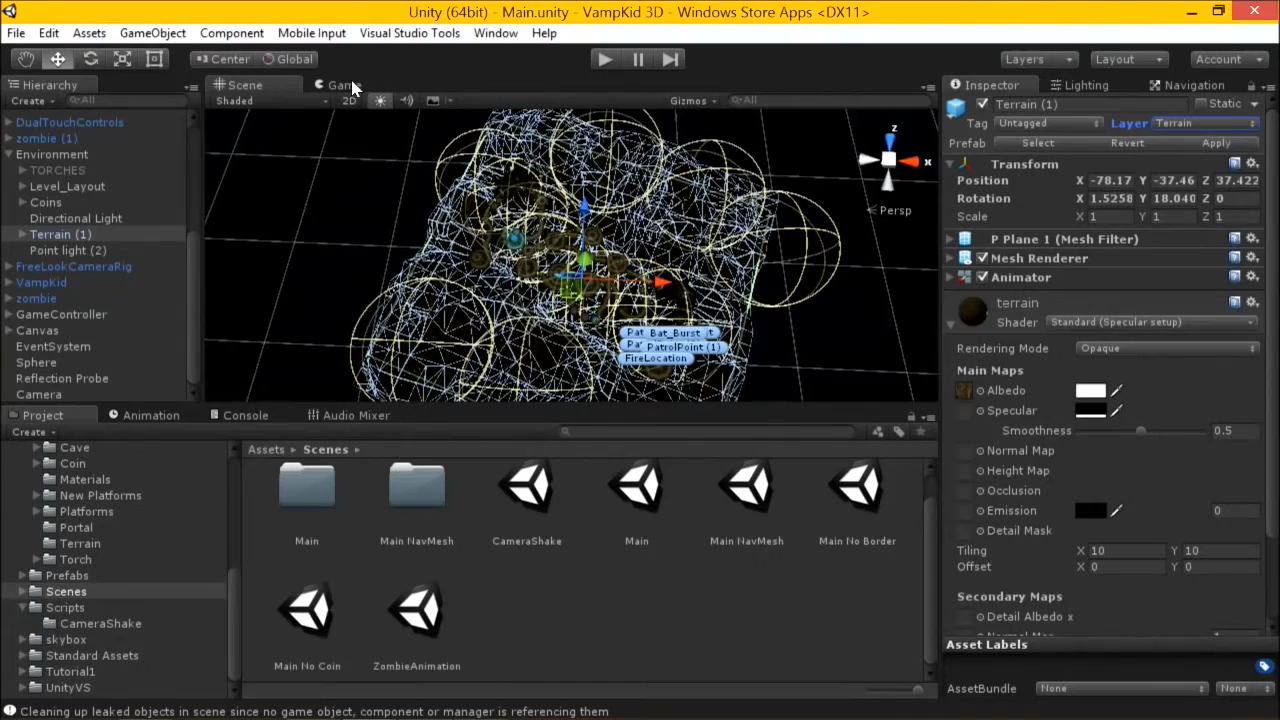 Unity (64bit) - Main.unity - VampKid 3D - Windows Store Apps <DX11>
File Edit Assets GameObject Component Mobile Input Visual Studio Tools Window Help
Center Global Layers Layout Account
Hierarchy
Create All
DualTouchControls
zombie (1)
Environment
TORCHES
Level_Layout
Coins
Directional Light
Terrain (1)
Point light (2)
FreeLookCameraRig
VampKid
zombie
GameController
Canvas
EventSystem
Sphere
Reflection Probe
Camera
Scene Game
Shaded 2D Gizmos All
z
x
Persp
Bat_Burst
PatrolPoint (1)
FireLocation
Inspector Lighting Navigation
Terrain (1) Static
Tag Untagged Layer Terrain
Prefab Select Revert Apply
Transform
Position X -78.17 Y -37.46 Z 37.422
Rotation X 1.5258 Y 18.040 Z 0
Scale X 1 Y 1 Z 1
P Plane 1 (Mesh Filter)
Mesh Renderer
Animator
terrain
Shader Standard (Specular setup)
Rendering Mode Opaque
Main Maps
Albedo
Specular
Smoothness 0.5
Normal Map
Height Map
Occlusion
Emission 0
Detail Mask
Tiling X 10 Y 10
Offset X 0 Y 0
Secondary Maps
Detail Albedo x
Asset Labels
AssetBundle None None
Project Animation Console Audio Mixer
Create
Cave
Coin
Materials
New Platforms
Platforms
Portal
Terrain
Torch
Prefabs
Scenes
Scripts
CameraShake
skybox
Standard Assets
Tutorial1
UnityVS
Assets Scenes
Main Main NavMesh CameraShake Main Main NavMesh Main No Border
Main No Coin ZombieAnimation
Cleaning up leaked objects in scene since no game object, component or manager is referencing them